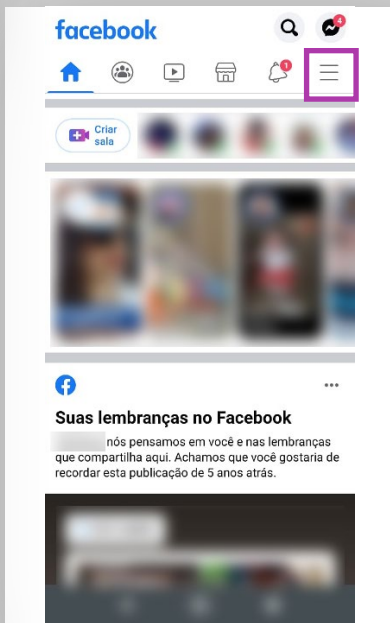 facebook
1
Criar
sala
Suas lembranças no Facebook
nós pensamos em você e nas lembranças
que compartilha aqui. Achamos que você gostaria de
recordar esta publicação de 5 anos atrás.